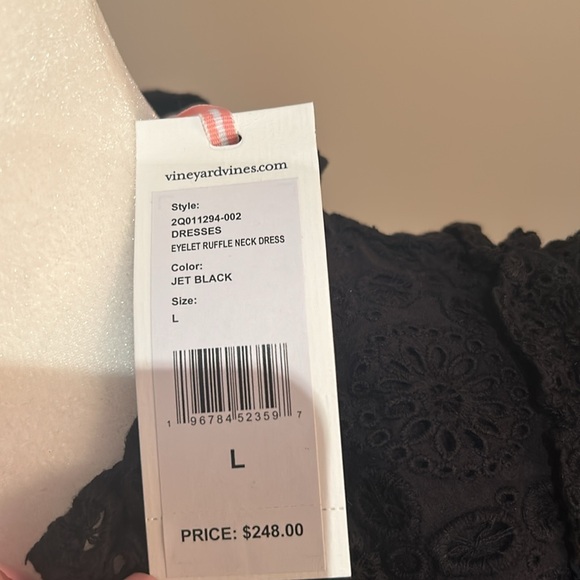 vineyardvines.com
Style:
2Q011294-002
DRESSES
EYELET RUFFLE NECK DRESS
Color:
JET BLACK
Size:
L
1 96784 52359 7
L
PRICE: $248.00